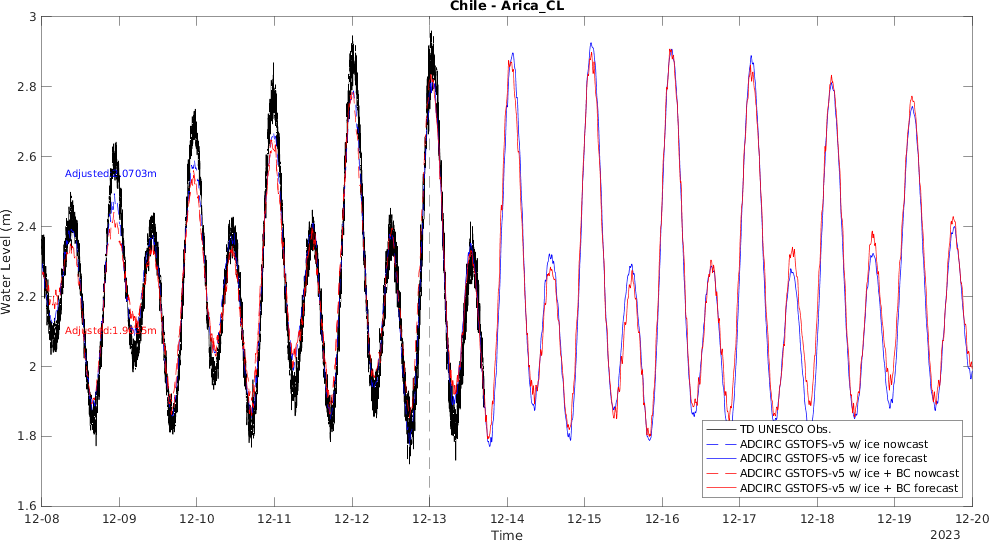 Chile - Arica_CL
Water Level (m)
3
2.8
2.6
2.4
2.2
2
1.8
1.6
TD UNESCO Obs.
ADCIRC GSTOFS-v5 w/ ice nowcast
ADCIRC GSTOFS-v5 w/ ice forecast
ADCIRC GSTOFS-v5 w/ ice + BC nowcast
ADCIRC GSTOFS-v5 w/ ice + BC forecast
12-08 12-09 12-10 12-11 12-12 12-13 12-14 12-15 12-16 12-17 12-18 12-19 12-20
Time
2023